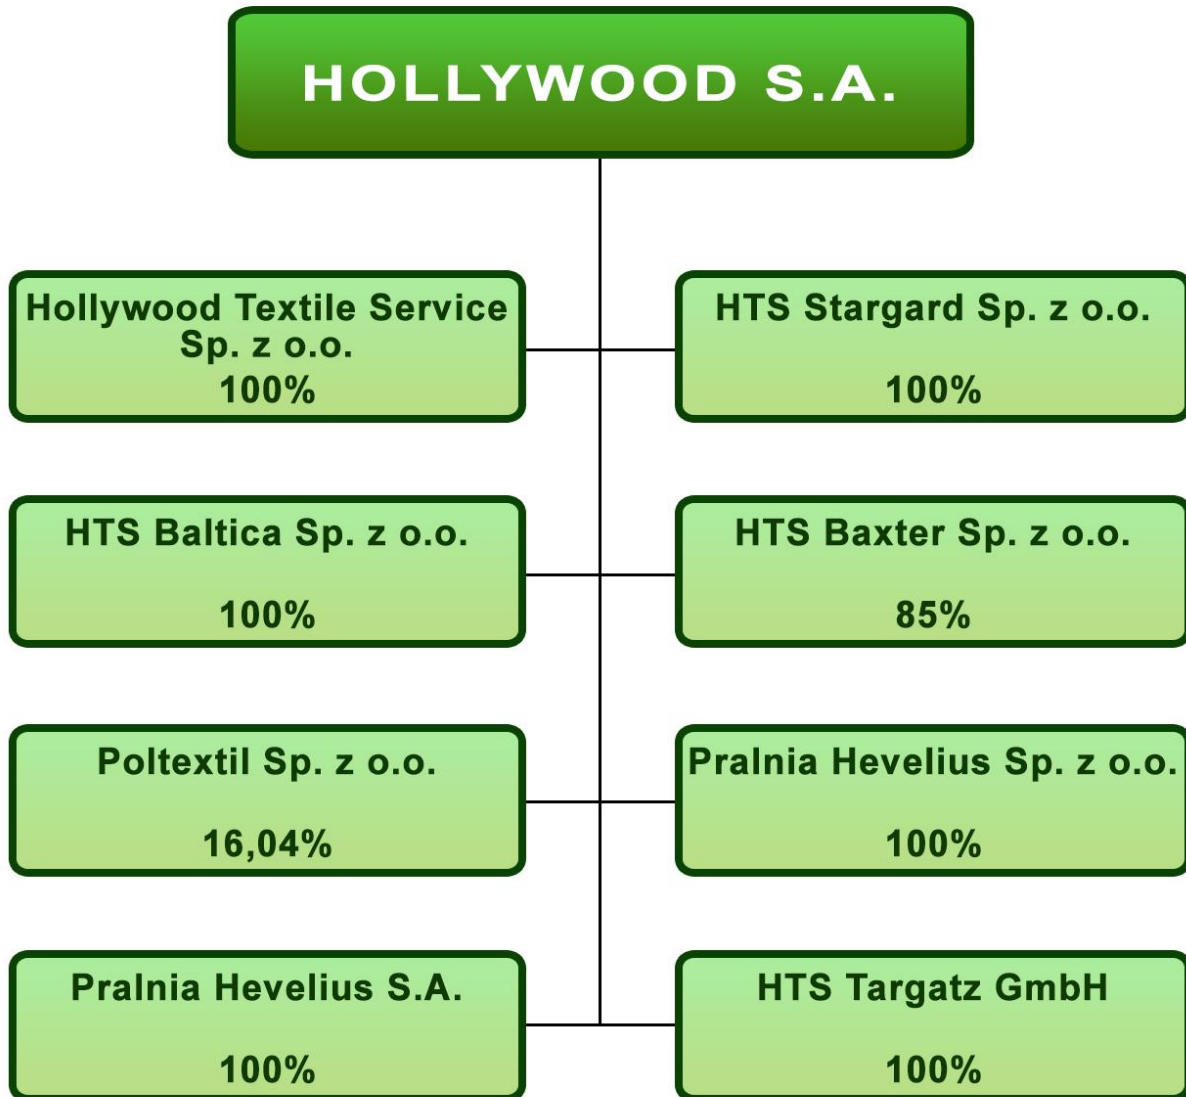 HOLLYWOOD S.A.
Hollywood Textile Service
Sp. z o.o.
100%
HTS Stargard Sp. z o.o.
100%
HTS Baltica Sp. z o.o.
100%
HTS Baxter Sp. z o.o.
85%
Poltextil Sp. z o.o.
16,04%
Pralnia Hevelius Sp. z o.o.
100%
Pralnia Hevelius S.A.
100%
HTS Targatz GmbH
100%